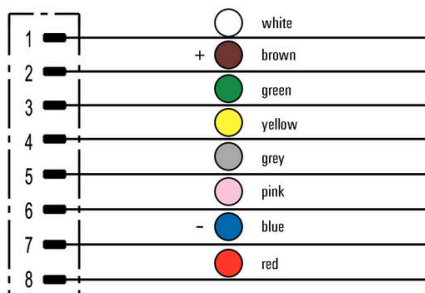 white
1
+ brown
2
green
3
yellow
4
grey
5
pink
6
- blue
7
red
8